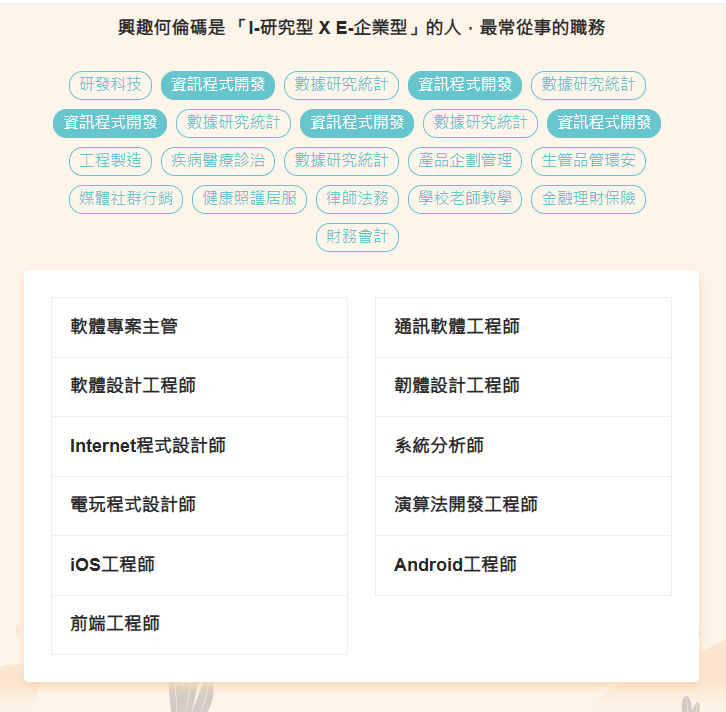 興趣何倫碼是 「I-研究型 X E-企業型」的人，最常從事的職務
研發科技 資訊程式開發 數據研究統計 資訊程式開發 數據研究統計
資訊程式開發 數據研究統計 資訊程式開發 數據研究統計 資訊程式開發
工程製造 疾病醫療診治 數據研究統計 產品企劃管理 生管品管環安
媒體社群行銷 健康照護居服 律師法務 學校老師教學 金融理財保險
財務會計
軟體專案主管 通訊軟體工程師
軟體設計工程師 韌體設計工程師
Internet程式設計師 系統分析師
電玩程式設計師 演算法開發工程師
iOS工程師 Android工程師
前端工程師